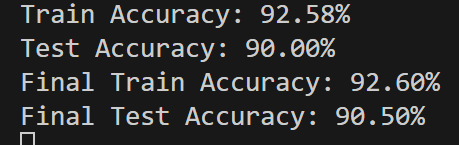 Train Accuracy: 92.58%
Test Accuracy: 90.00%
Final Train Accuracy: 92.60%
Final Test Accuracy: 90.50%